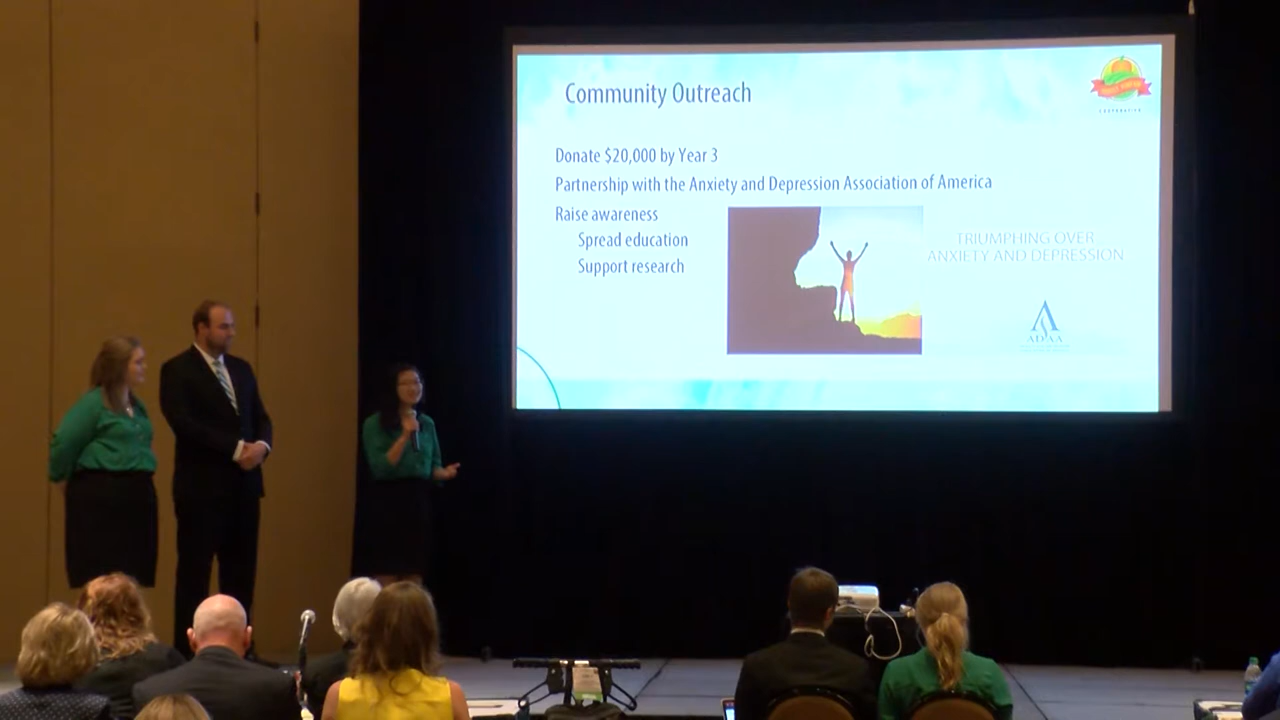 Community Outreach
Donate $20,000 by Year 3
Partnership with the Anxiety and Depression Association of America
Raise awareness
Spread education
Support research
TRIUMPHING OVER
ANXIETY AND DEPRESSION
ADAA